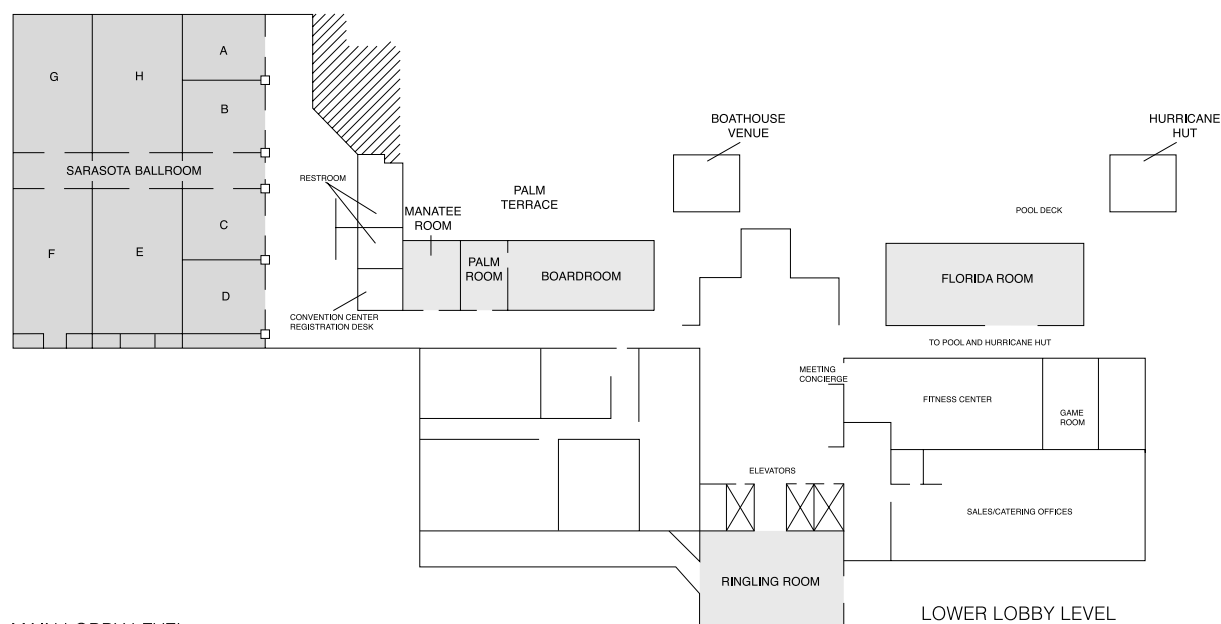 A
G
H
B
SARASOTA BALLROOM
C
F
E
D
RESTROOM
MANATEE
ROOM
PALM
TERRACE
PALM
ROOM
BOARDROOM
CONVENTION CENTER
REGISTRATION DESK
BOATHOUSE
VENUE
HURRICANE
HUT
POOL DECK
FLORIDA ROOM
TO POOL AND HURRICANE HUT
MEETING
CONCIERGE
FITNESS CENTER
GAME
ROOM
ELEVATORS
SALES/CATERING OFFICES
RINGLING ROOM
LOWER LOBBY LEVEL